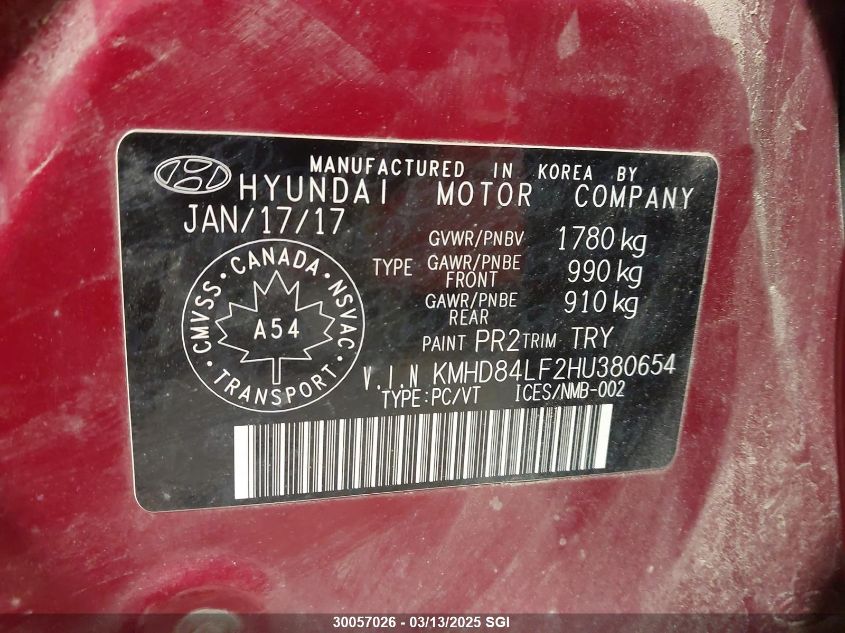 MANUFACTURED IN KOREA BY
HYUNDAI MOTOR COMPANY
JAN/17/17
GVWR/PNBV 1780 kg
TYPE GAWR/PNBE FRONT 990 kg
GAWR/PNBE REAR 910 kg
PAINT PR2 TRIM TRY
CMVSS · CANADA · NSVAC · TRANSPORT ·
A54
V.I.N KMHD84LF2HU380654
TYPE:PC/VT ICES/NMB-002
30057026 - 03/13/2025 SGI